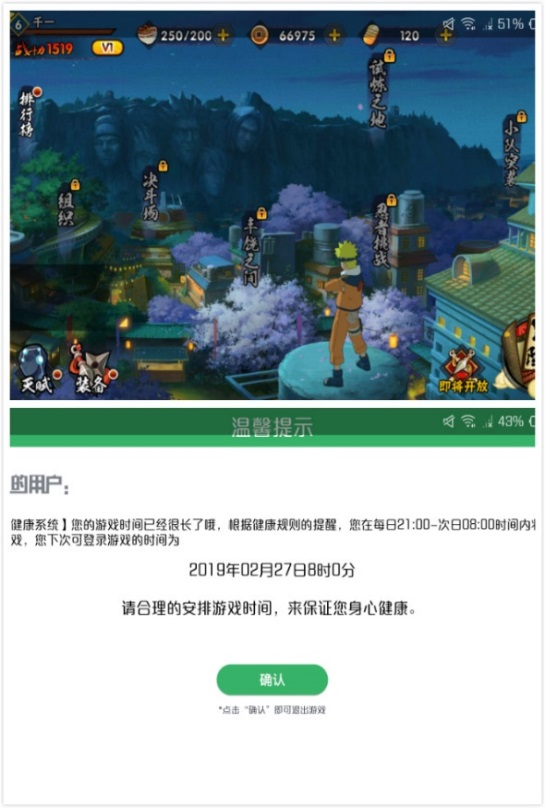 6 千一
战力1519 V1
250/200
66975
120
51%
排行榜
试炼之地
小队突袭
组织
决斗场
丰饶之间
忍者挑战
天赋
装备
即将开放
温馨提示
43%
的用户：
健康系统】您的游戏时间已经很长了哦，根据健康规则的提醒，您在每日21:00-次日08:00时间内
戏，您下次可登录游戏的时间为
2019年02月27日8时0分
请合理的安排游戏时间，来保证您身心健康。
确认
*点击“确认”即可退出游戏